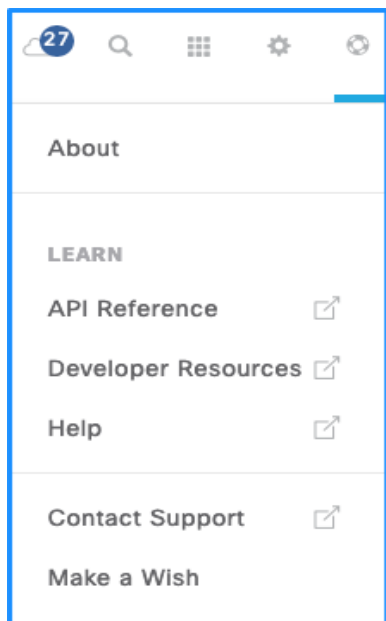 27
About
LEARN
API Reference
Developer Resources
Help
Contact Support
Make a Wish